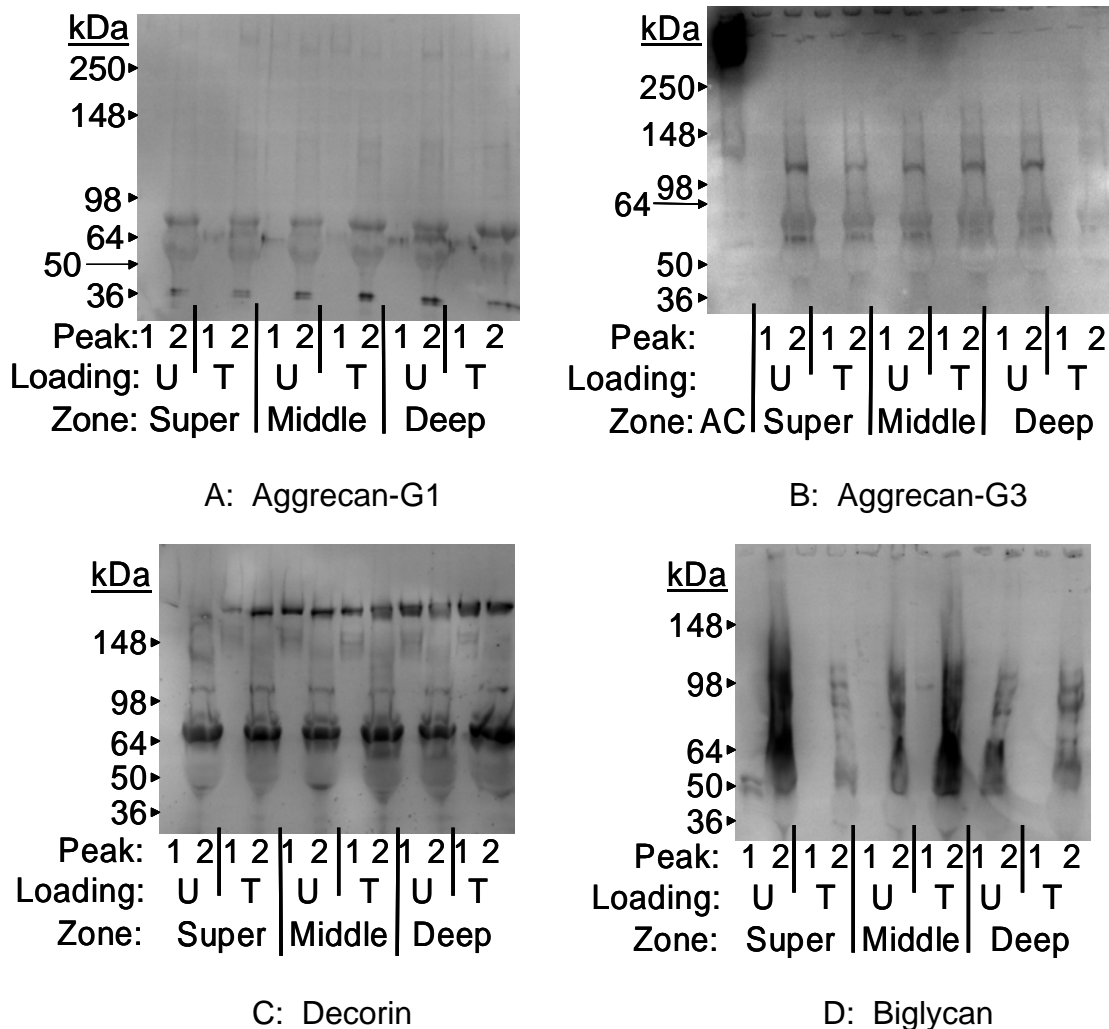 kDa
250
148
98
64
50
36
Peak: 1 2 1 2 1 2 1 2 1 2 1 2
Loading: U T U T U T
Zone: Super Middle Deep
A: Aggrecan-G1
kDa
250
148
98
64
50
36
Peak: 1 2 1 2 1 2 1 2 1 2 1 2
Loading: U T U T U T
Zone: AC Super Middle Deep
B: Aggrecan-G3
kDa
148
98
64
50
36
Peak: 1 2 1 2 1 2 1 2 1 2 1 2
Loading: U T U T U T
Zone: Super Middle Deep
C: Decorin
kDa
148
98
64
50
36
Peak: 1 2 1 2 1 2 1 2 1 2 1 2
Loading: U T U T U T
Zone: Super Middle Deep
D: Biglycan